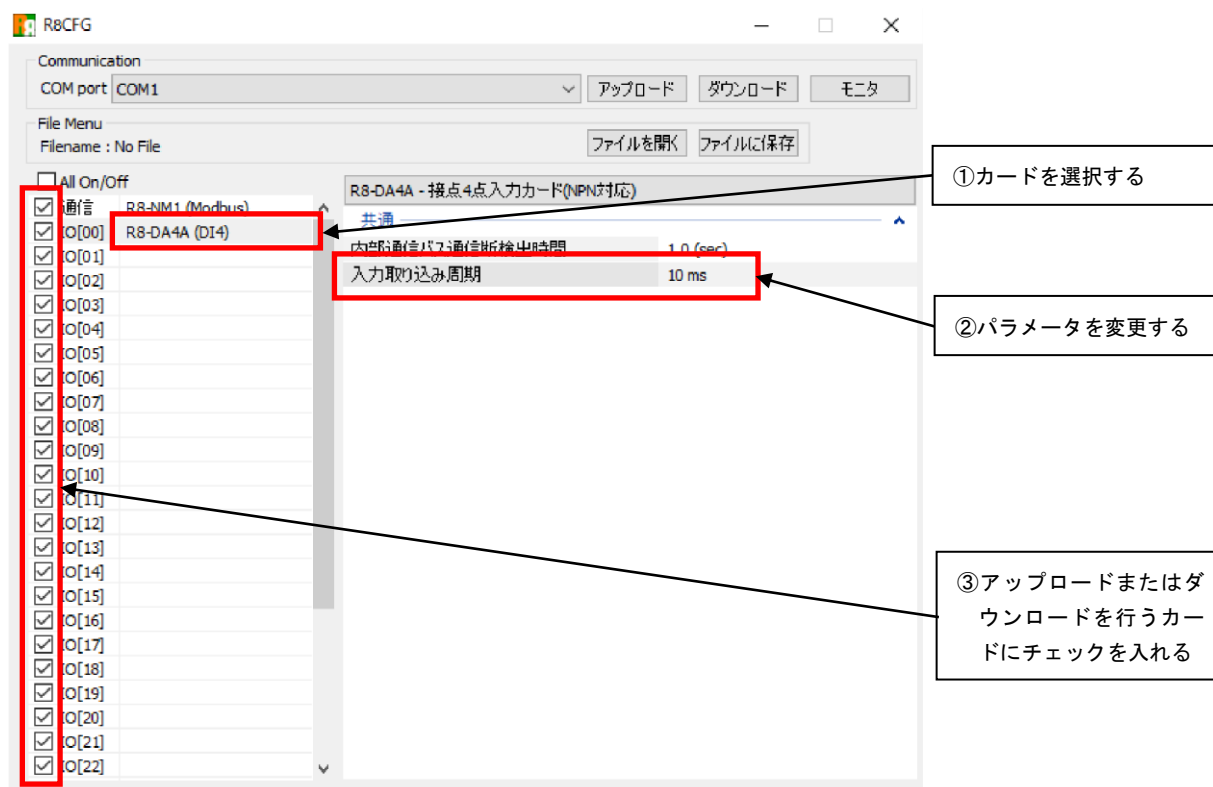 R8CFG
Communication
COM port COM1 アップロード ダウンロード モニタ
File Menu
Filename : No File ファイルを開く ファイルに保存
All On/Off
R8-DA4A - 接点4点入力カード(NPN対応)
通信 R8-NM1 (Modbus)
共通
IO[00] R8-DA4A (DI4)
内部通信バス通信断検出時間 1.0 (sec)
IO[01]
入力取り込み周期 10 ms
IO[02]
IO[03]
IO[04]
IO[05]
IO[06]
IO[07]
IO[08]
IO[09]
IO[10]
IO[11]
IO[12]
IO[13]
IO[14]
IO[15]
IO[16]
IO[17]
IO[18]
IO[19]
IO[20]
IO[21]
IO[22]
①カードを選択する
②パラメータを変更する
③アップロードまたはダ
ウンロードを行うカー
ドにチェックを入れる